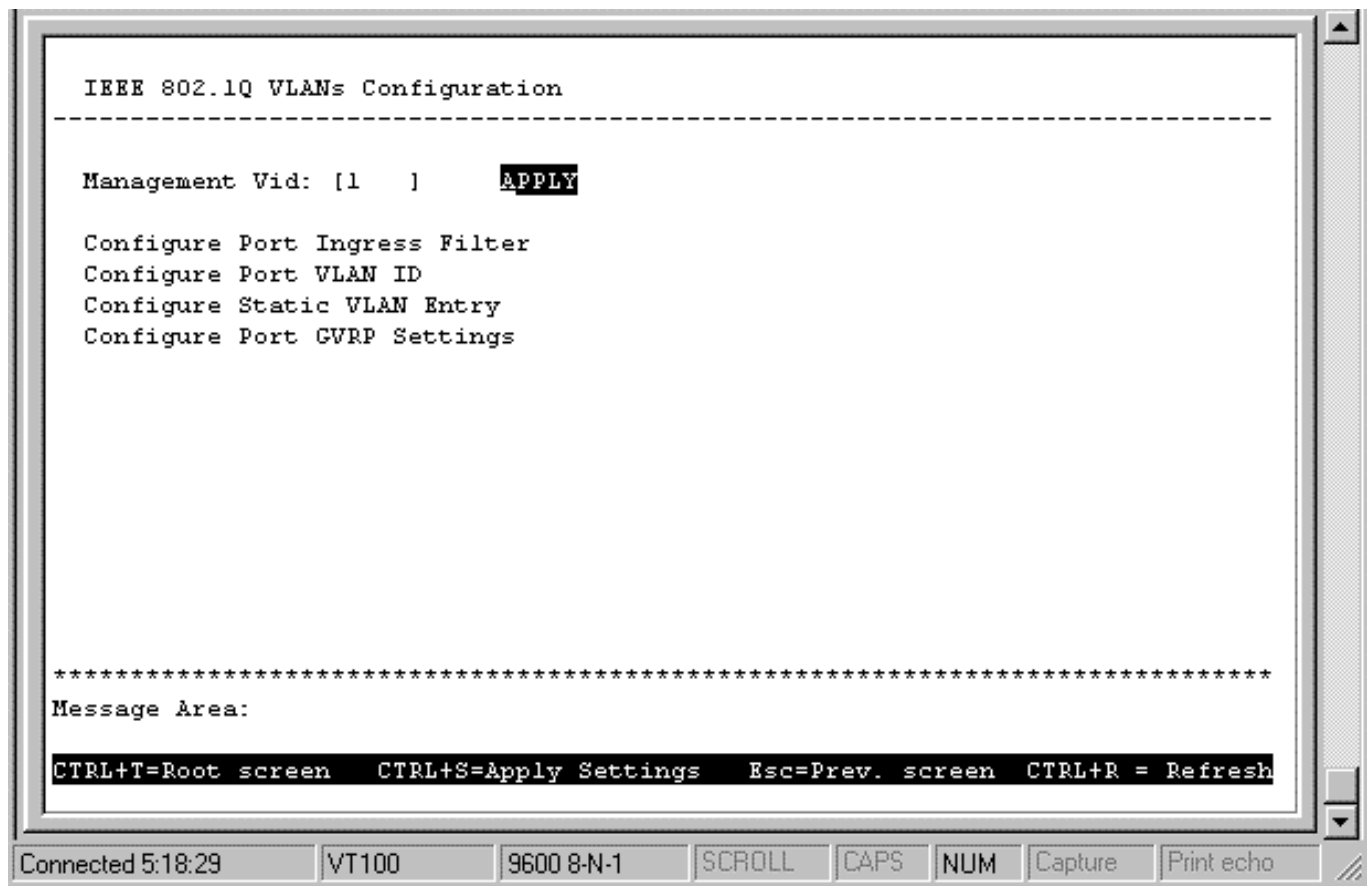 IEEE 802.1Q VLANs Configuration
-------------------------------------------------------------------------------
Management Vid: [1   ]     APPLY
Configure Port Ingress Filter
Configure Port VLAN ID
Configure Static VLAN Entry
Configure Port GVRP Settings
*******************************************************************************
Message Area:
CTRL+T=Root screen   CTRL+S=Apply Settings   Esc=Prev. screen  CTRL+R = Refresh
Connected 5:18:29 VT100 9600 8-N-1 SCROLL CAPS NUM Capture Print echo